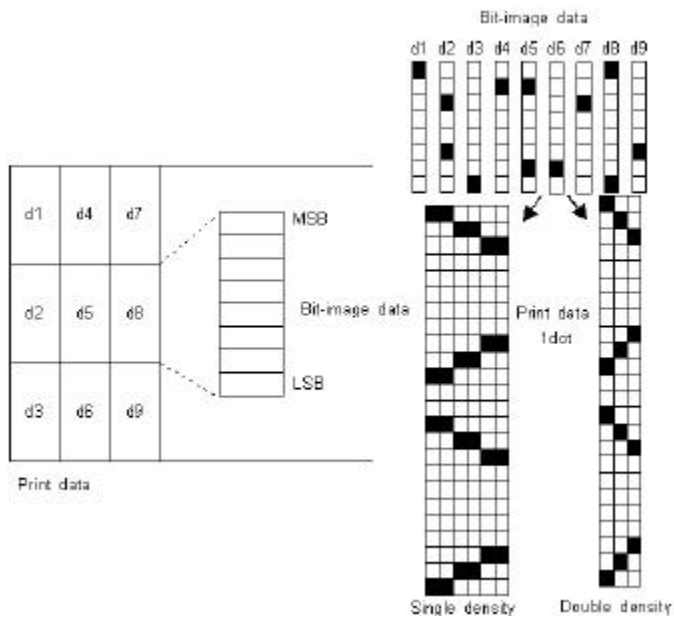 Bit-image data
d1 d2 d3 d4 d5 d6 d7 d8 d9
d1 d4 d7
MSB
d2 d5 d8
Bit-image data
Print data
1dot
LSB
d3 d6 d9
Print data
Single density
Double density